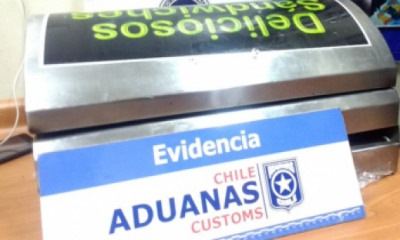 Deliciosos
Sándwiches
Evidencia
CHILE
ADUANAS
CUSTOMS